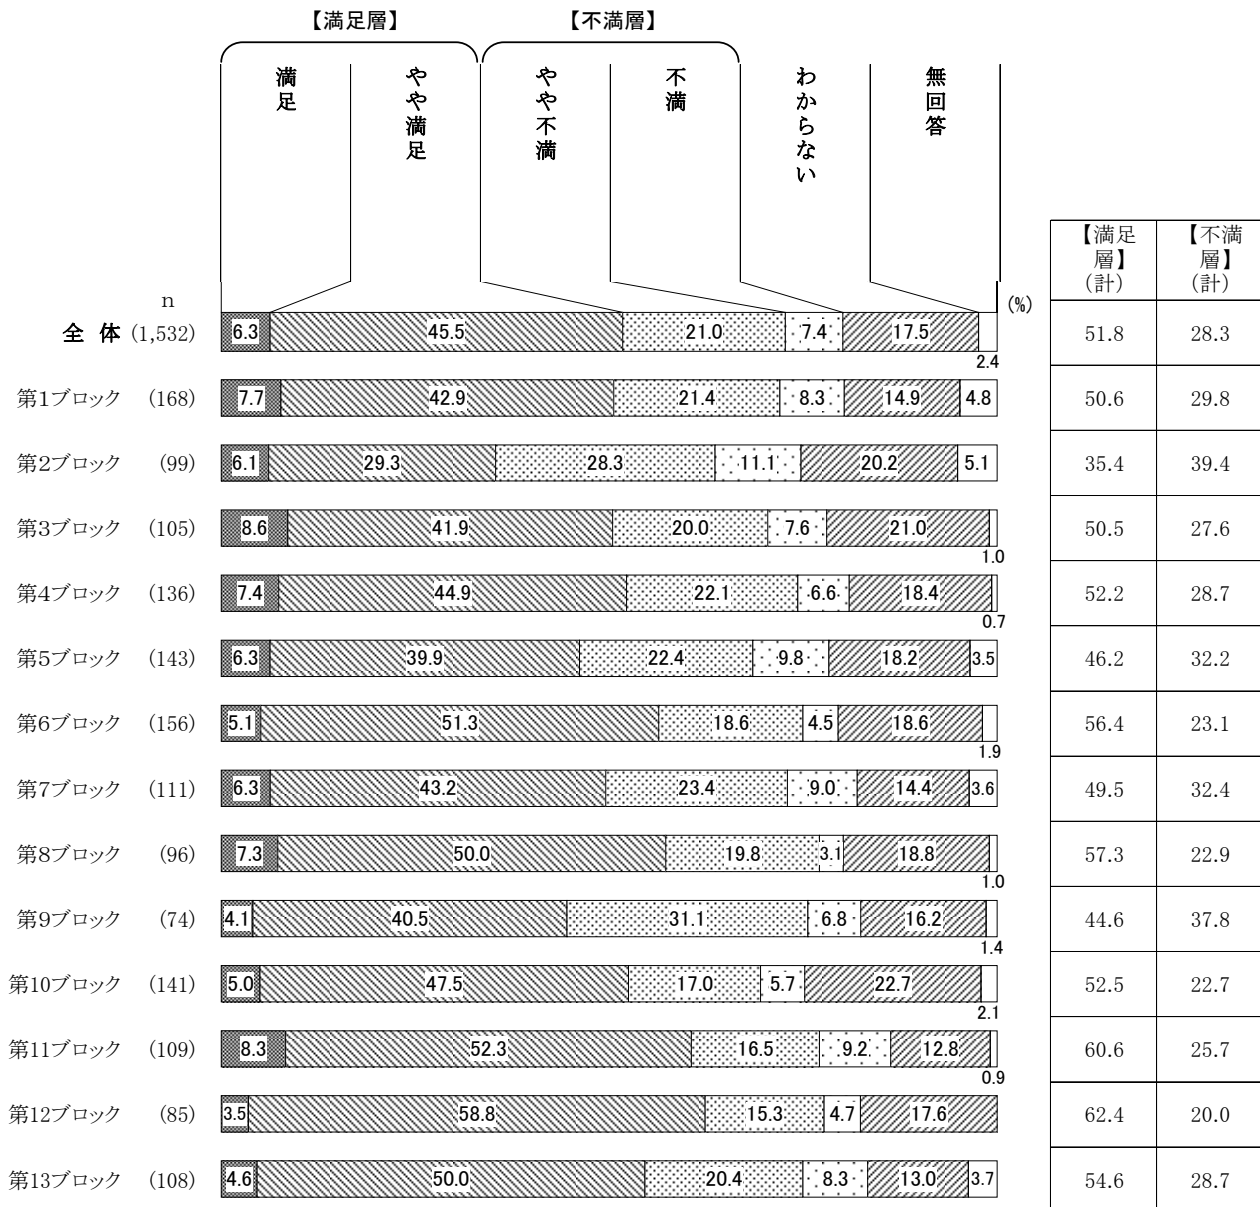 【満足層】 【不満層】
満足 やや満足 やや不満 不満 わからない 無回答
【満足層】(計) 【不満層】(計)
n (%)
全 体 (1,532) 6.3 45.5 21.0 7.4 17.5 2.4 51.8 28.3
第1ブロック (168) 7.7 42.9 21.4 8.3 14.9 4.8 50.6 29.8
第2ブロック (99) 6.1 29.3 28.3 11.1 20.2 5.1 35.4 39.4
第3ブロック (105) 8.6 41.9 20.0 7.6 21.0 1.0 50.5 27.6
第4ブロック (136) 7.4 44.9 22.1 6.6 18.4 0.7 52.2 28.7
第5ブロック (143) 6.3 39.9 22.4 9.8 18.2 3.5 46.2 32.2
第6ブロック (156) 5.1 51.3 18.6 4.5 18.6 1.9 56.4 23.1
第7ブロック (111) 6.3 43.2 23.4 9.0 14.4 3.6 49.5 32.4
第8ブロック (96) 7.3 50.0 19.8 3.1 18.8 1.0 57.3 22.9
第9ブロック (74) 4.1 40.5 31.1 6.8 16.2 1.4 44.6 37.8
第10ブロック (141) 5.0 47.5 17.0 5.7 22.7 2.1 52.5 22.7
第11ブロック (109) 8.3 52.3 16.5 9.2 12.8 0.9 60.6 25.7
第12ブロック (85) 3.5 58.8 15.3 4.7 17.6 62.4 20.0
第13ブロック (108) 4.6 50.0 20.4 8.3 13.0 3.7 54.6 28.7